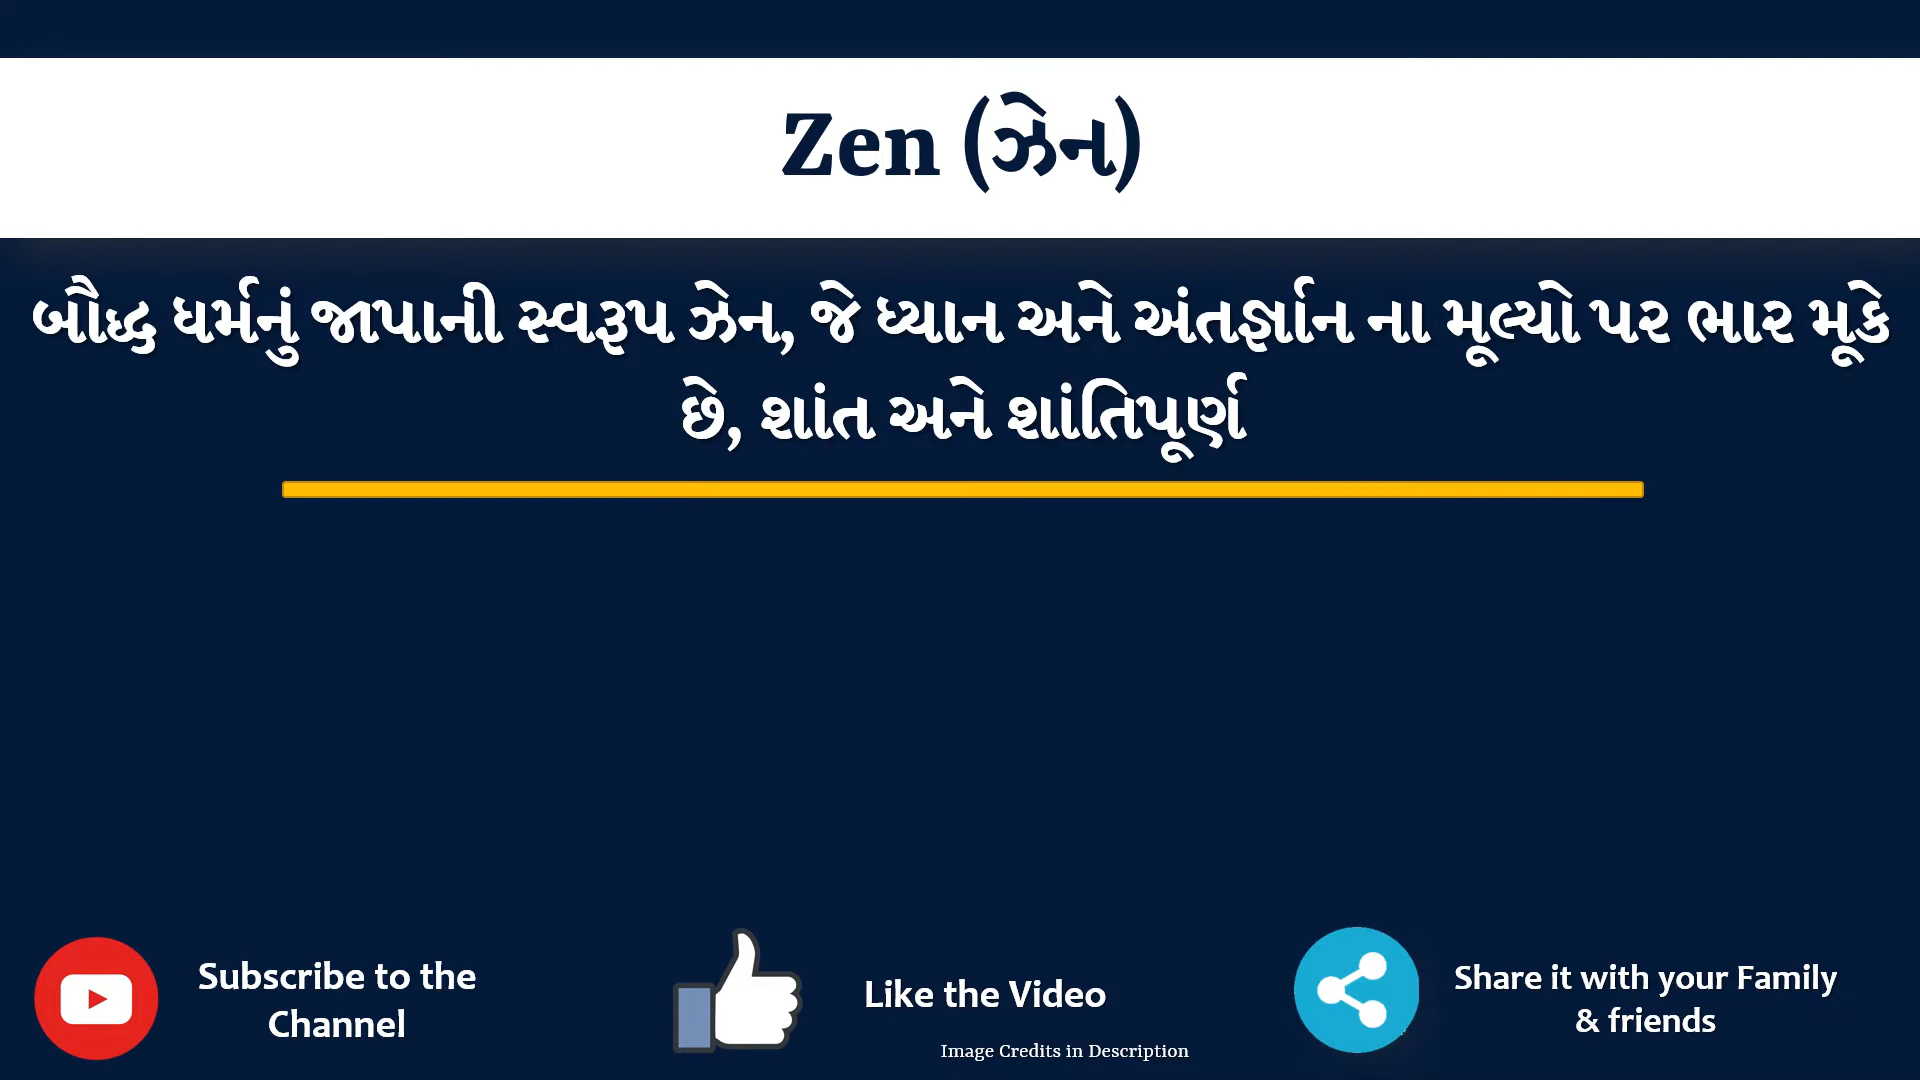 Zen (ઝેન)
બૌદ્ધ ધર્મનું જાપાની સ્વરૂપ ઝેન, જે ધ્યાન અને અંતર્જ્ઞાન ના મૂલ્યો પર ભાર મૂકે
છે, શાંત અને શાંતિપૂર્ણ
Subscribe to the
Channel
Like the Video
Share it with your Family
& friends
Image Credits in Description